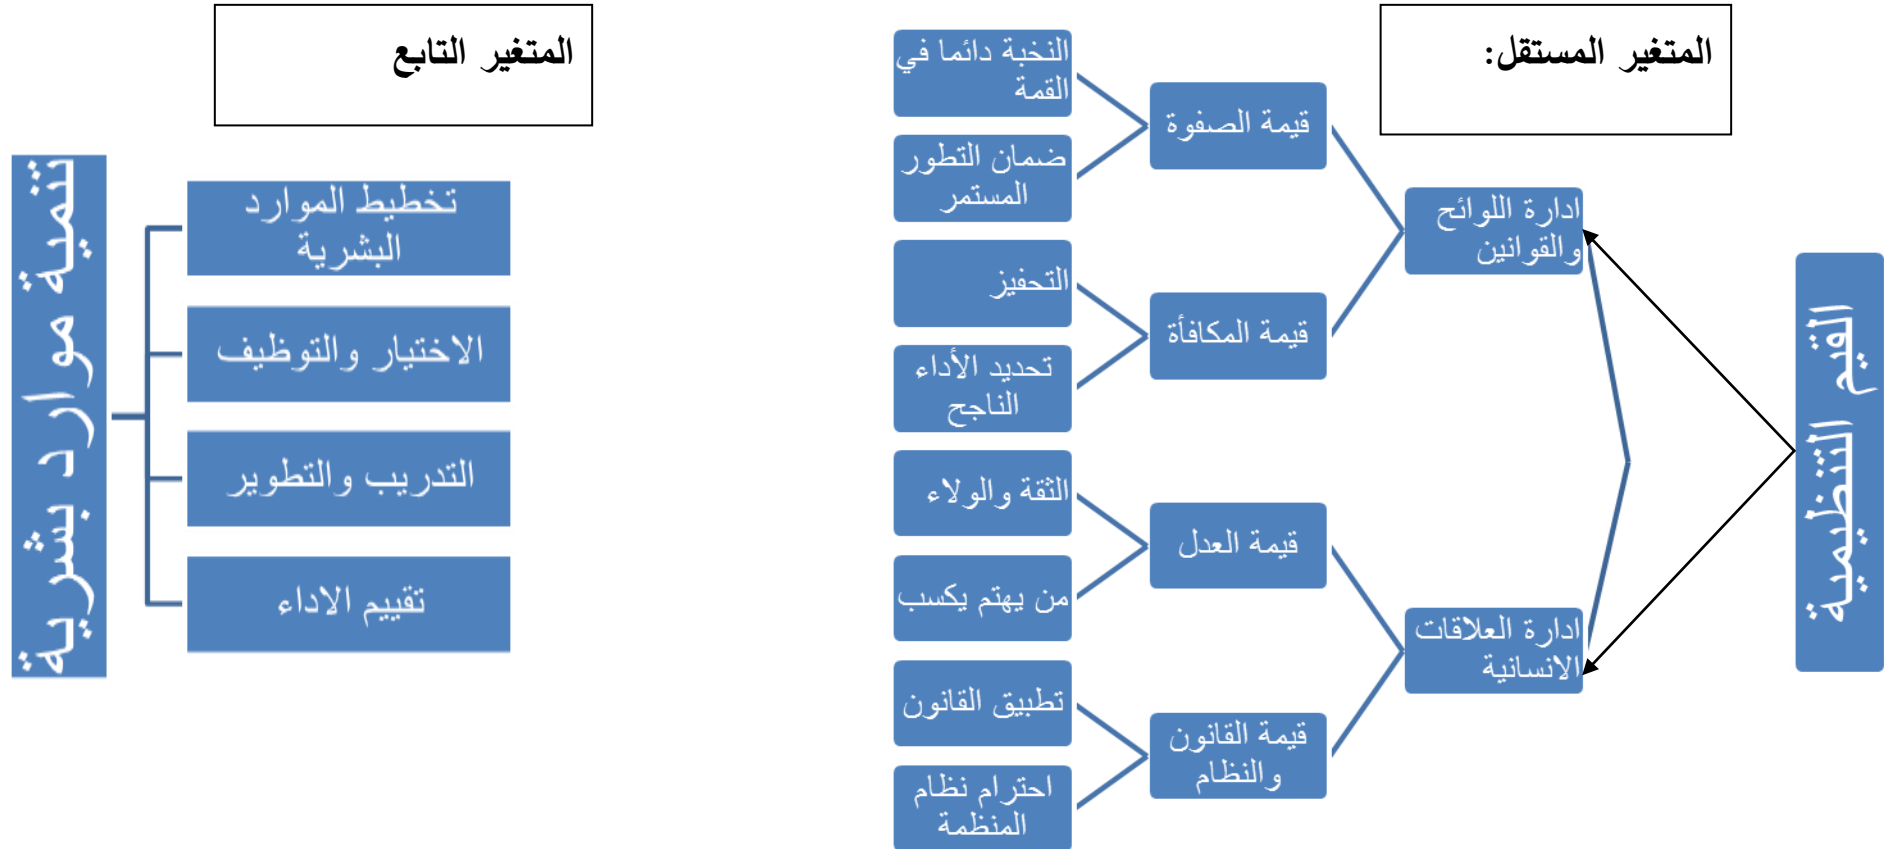 المتغير المستقل:
القيم التنظيمية
ادارة اللوائح
والقوانين
قيمة الصفوة
النخبة دائما في
القمة
ضمان التطور
المستمر
قيمة المكافأة
التحفيز
تحديد الأداء
الناجح
ادارة العلاقات
الانسانية
قيمة العدل
الثقة والولاء
من يهتم يكسب
قيمة القانون
والنظام
تطبيق القانون
احترام نظام
المنظمة
المتغير التابع
تنمية موارد بشرية
تخطيط الموارد
البشرية
الاختيار والتوظيف
التدريب والتطوير
تقييم الاداء